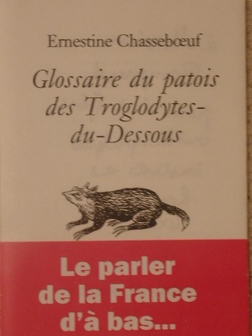 Ernestine Chassebœuf
Glossaire du patois
des Troglodytes-
du-Dessous
Le parler
de la France
d'à bas...